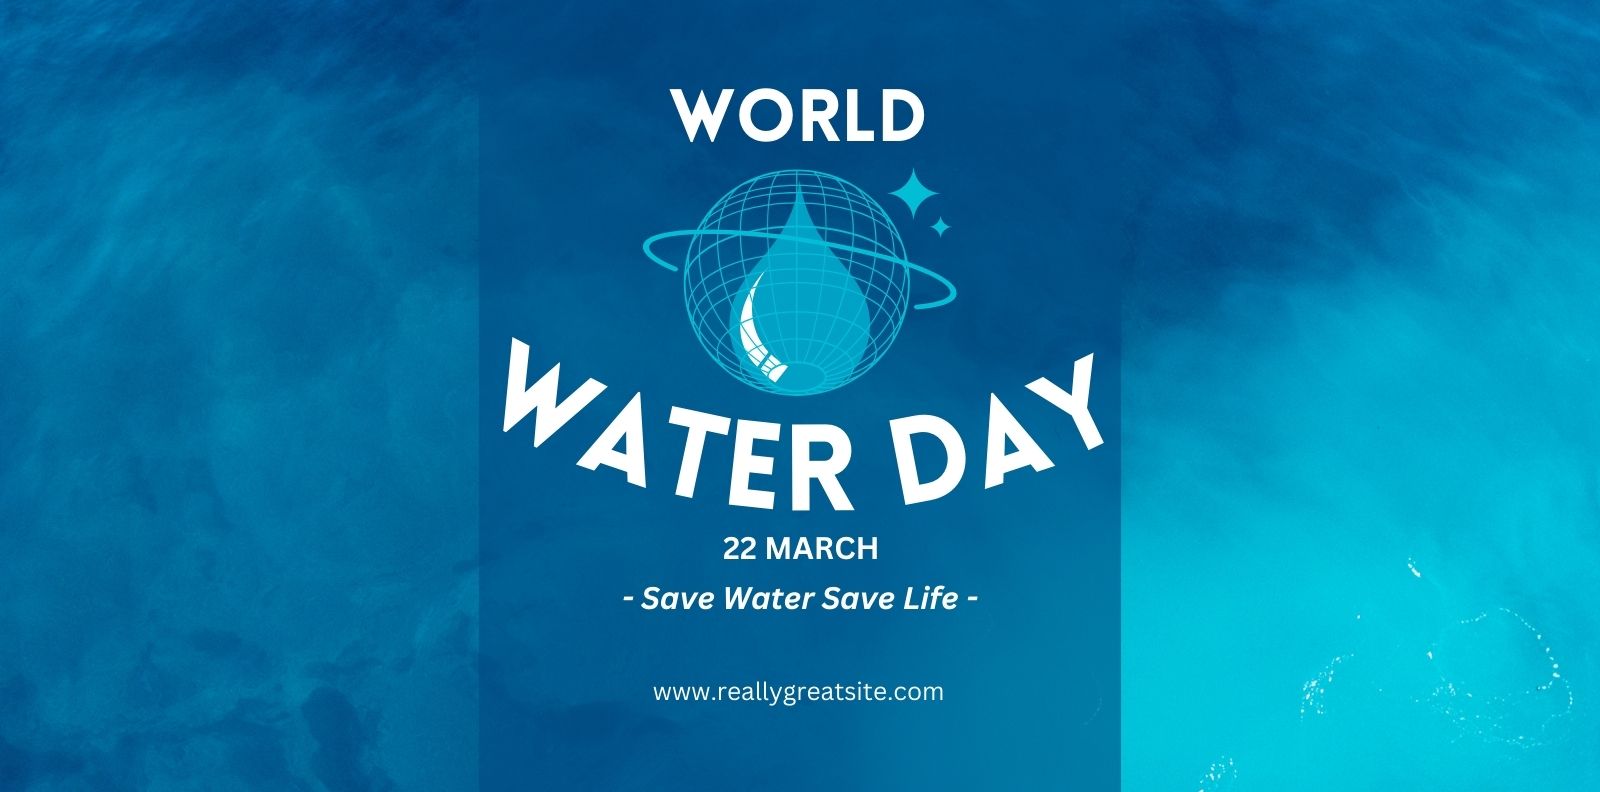 WORLD
WATER DAY
22 MARCH
- Save Water Save Life -
www.reallygreatsite.com